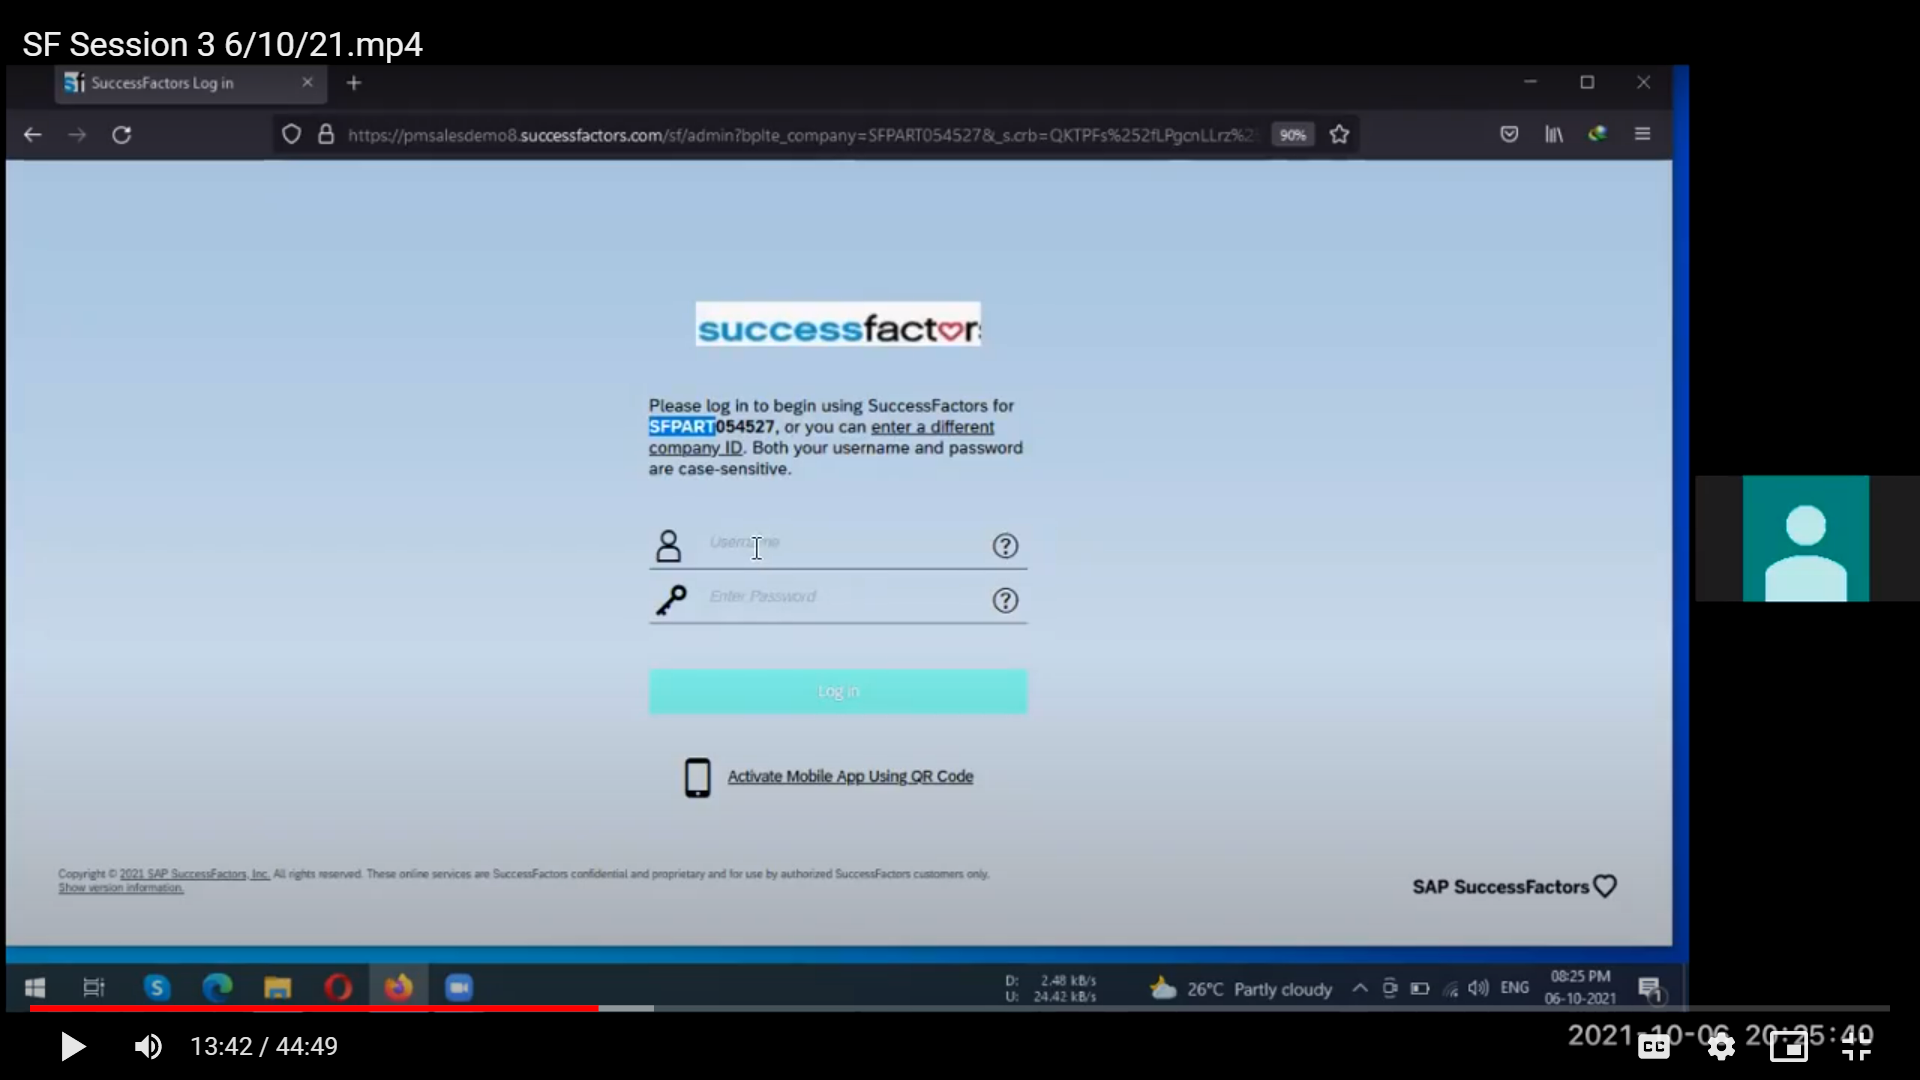 SF Session 3 6/10/21.mp4
SuccessFactors Log in
https://pmsalesdemo8.successfactors.com/sf/admin?bplte_company=SFPART054527&_s.crb=QKTPFs%252fLPgcnLLrz%2
90%
successfactor
Please log in to begin using SuccessFactors for
SFPART054527, or you can enter a different
company ID. Both your username and password
are case-sensitive.
Username
Enter Password
Log in
Activate Mobile App Using QR Code
Copyright © 2021 SAP SuccessFactors, Inc. All rights reserved. These online services are SuccessFactors confidential and proprietary and for use by authorized SuccessFactors customers only.
Show version information.
SAP SuccessFactors
D: 2.48 kB/s
U: 24.42 kB/s
26°C Partly cloudy
ENG
08:25 PM
06-10-2021
1
13:42 / 44:49
2021-10-06 20:25:40
CC